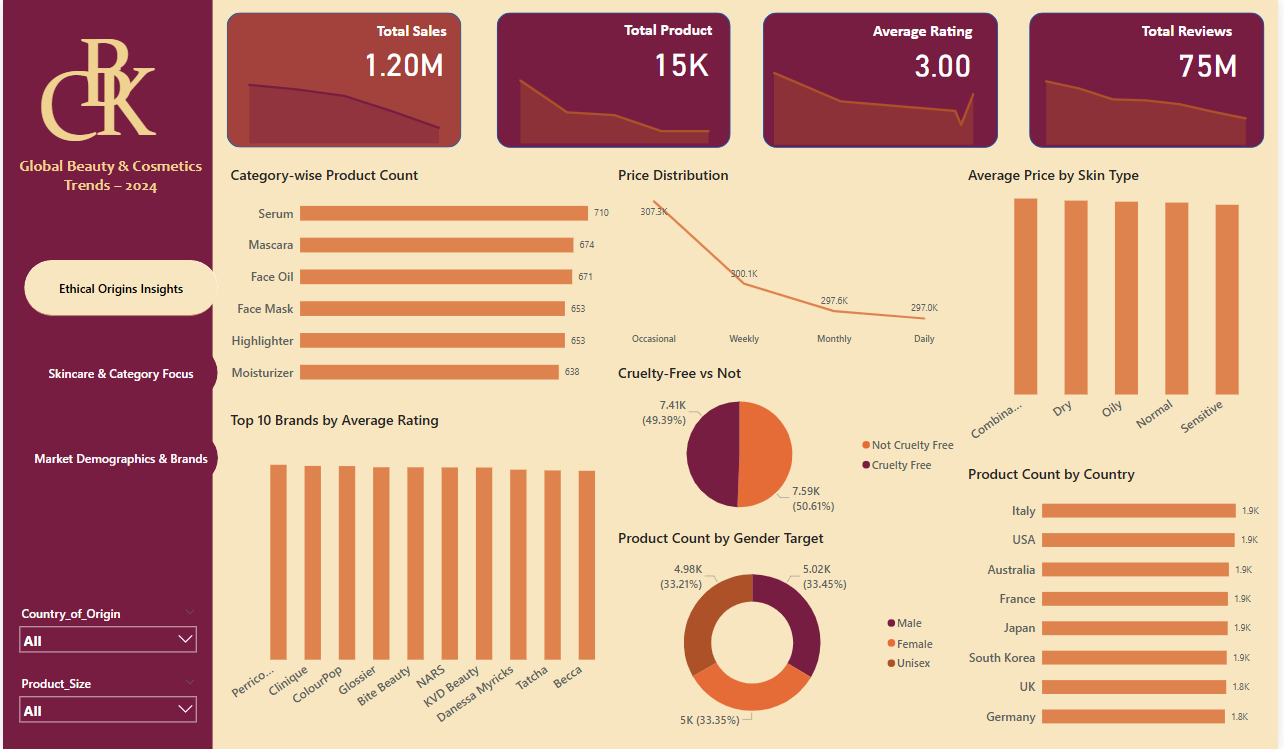 CRK
Global Beauty & Cosmetics
Trends – 2024
Ethical Origins Insights
Skincare & Category Focus
Market Demographics & Brands
Country_of_Origin
All
Product_Size
All
Total Sales
1.20M
Total Product
15K
Average Rating
3.00
Total Reviews
75M
Category-wise Product Count
Serum 710
Mascara 674
Face Oil 671
Face Mask 653
Highlighter 653
Moisturizer 638
Top 10 Brands by Average Rating
Perrico...
Clinique
ColourPop
Glossier
Bite Beauty
NARS
KVD Beauty
Danessa Myricks
Tatcha
Becca
Price Distribution
307.3K
300.1K
297.6K
297.0K
Occasional
Weekly
Monthly
Daily
Cruelty-Free vs Not
7.41K
(49.39%)
7.59K
(50.61%)
Not Cruelty Free
Cruelty Free
Product Count by Gender Target
4.98K
(33.21%)
5.02K
(33.45%)
5K (33.35%)
Male
Female
Unisex
Average Price by Skin Type
Combina...
Dry
Oily
Normal
Sensitive
Product Count by Country
Italy 1.9K
USA 1.9K
Australia 1.9K
France 1.9K
Japan 1.9K
South Korea 1.9K
UK 1.8K
Germany 1.8K